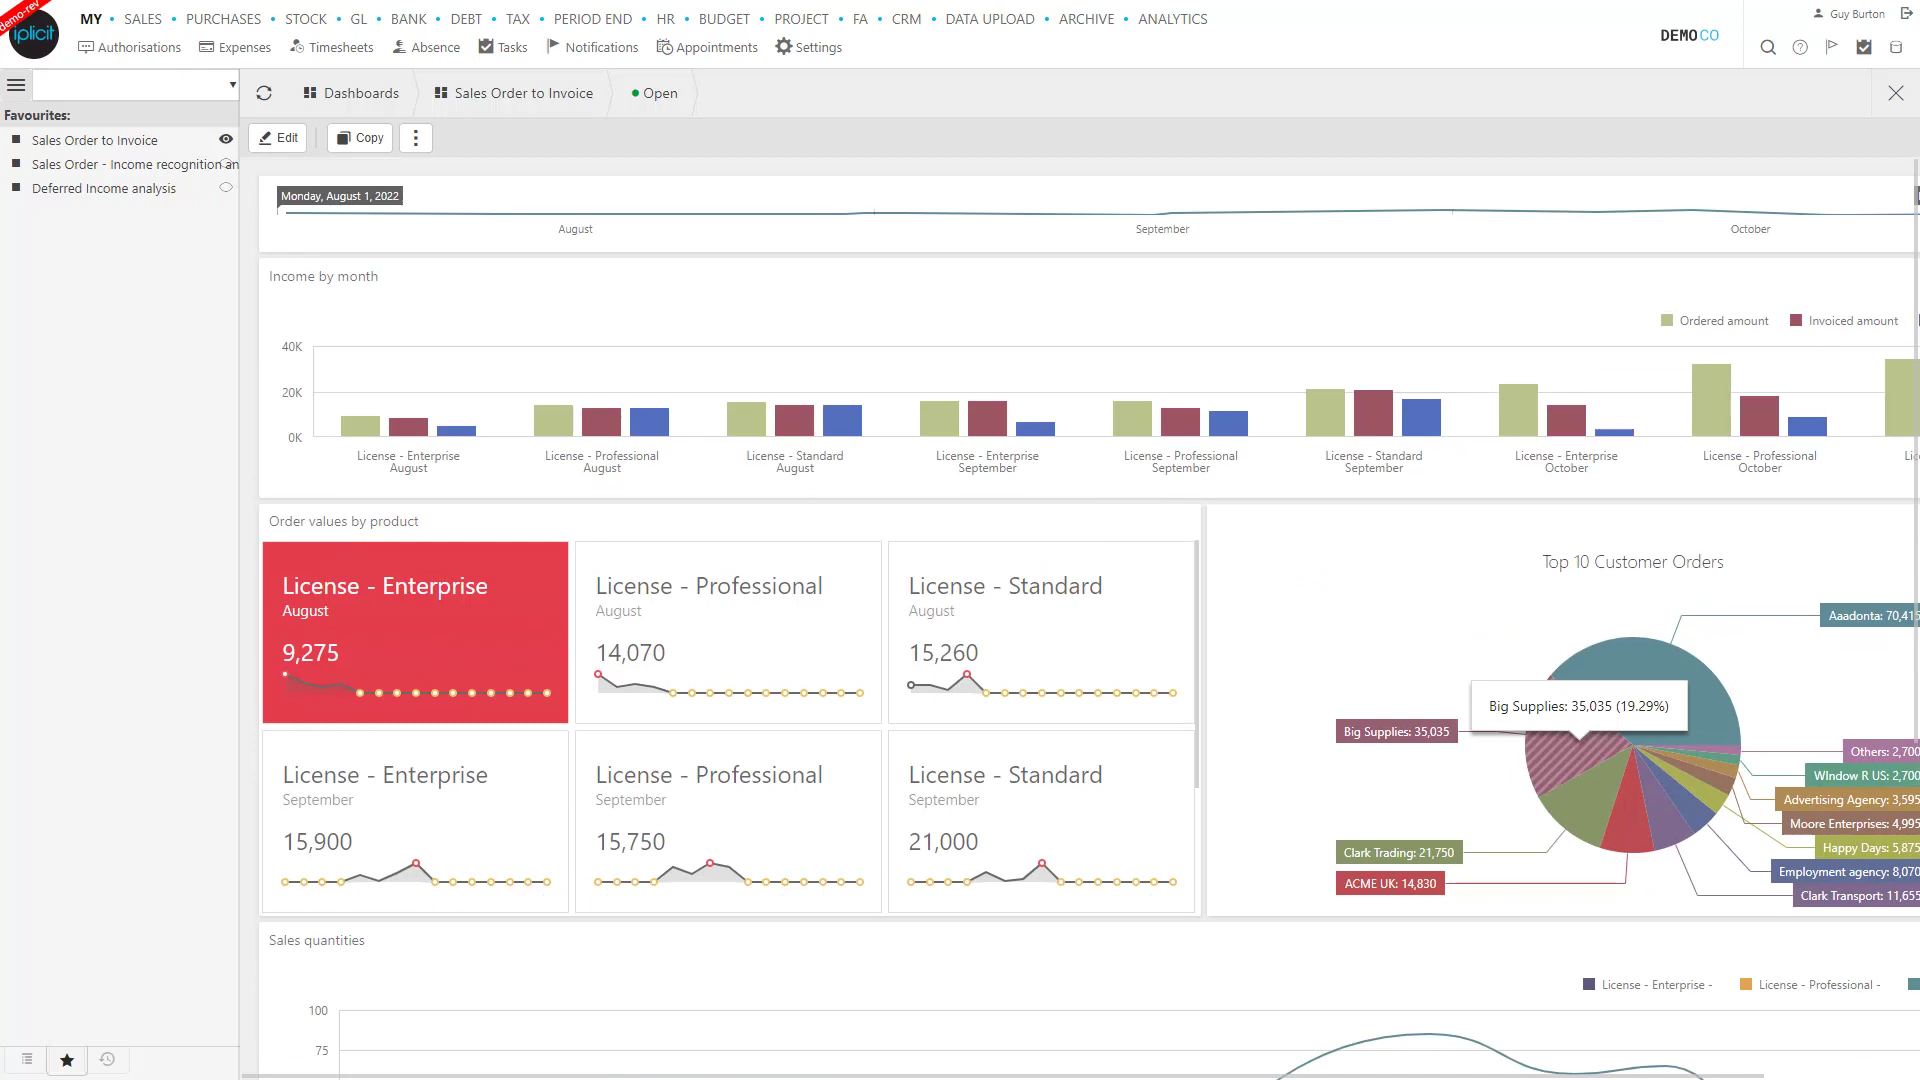 demo-rev
iplicit
MY • SALES • PURCHASES • STOCK • GL • BANK • DEBT • TAX • PERIOD END • HR • BUDGET • PROJECT • FA • CRM • DATA UPLOAD • ARCHIVE • ANALYTICS
Guy Burton
Authorisations Expenses Timesheets Absence Tasks Notifications Appointments Settings
DEMOCO
Dashboards Sales Order to Invoice Open
Favourites:
Sales Order to Invoice
Sales Order - Income recognition an
Deferred Income analysis
Edit Copy
Monday, August 1, 2022
August September October
Income by month
Ordered amount Invoiced amount
40K
20K
0K
License - Enterprise August
License - Professional August
License - Standard August
License - Enterprise September
License - Professional September
License - Standard September
License - Enterprise October
License - Professional October
Order values by product
License - Enterprise
August
9,275
License - Professional
August
14,070
License - Standard
August
15,260
License - Enterprise
September
15,900
License - Professional
September
15,750
License - Standard
September
21,000
Top 10 Customer Orders
Aaadonta: 70,415
Big Supplies: 35,035 (19.29%)
Big Supplies: 35,035
Others: 2,700
WIndow R US: 2,700
Advertising Agency: 3,595
Moore Enterprises: 4,995
Happy Days: 5,875
Clark Trading: 21,750
Employment agency: 8,070
ACME UK: 14,830
Clark Transport: 11,655
Sales quantities
License - Enterprise - License - Professional -
100
75